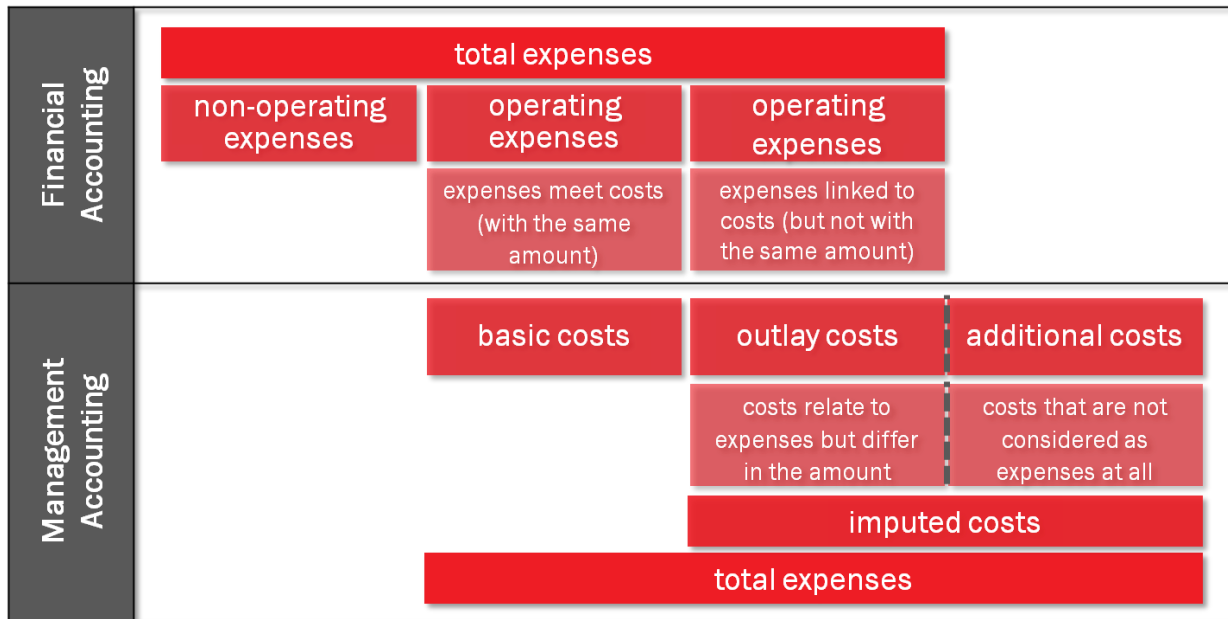 Financial
Accounting
total expenses
non-operating
expenses
operating
expenses
operating
expenses
expenses meet costs
(with the same
amount)
expenses linked to
costs (but not with
the same amount)
Management
Accounting
basic costs
outlay costs
additional costs
costs relate to
expenses but differ
in the amount
costs that are not
considered as
expenses at all
imputed costs
total expenses